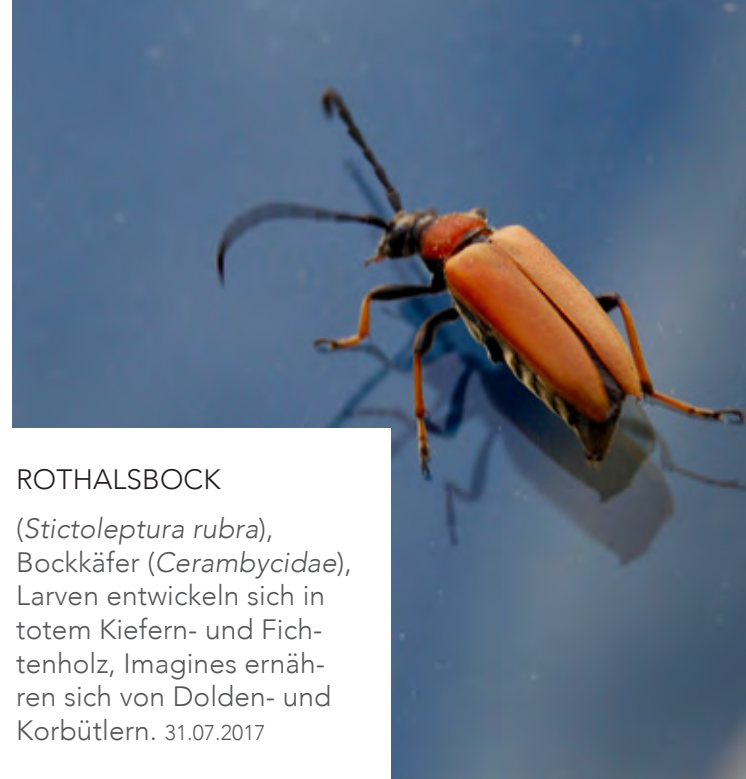 ROTHALSBOCK
(Stictoleptura rubra),
Bockkäfer (Cerambycidae),
Larven entwickeln sich in
totem Kiefern- und Fich-
tenholz, Imagines ernäh-
ren sich von Dolden- und
Korbütlern. 31.07.2017